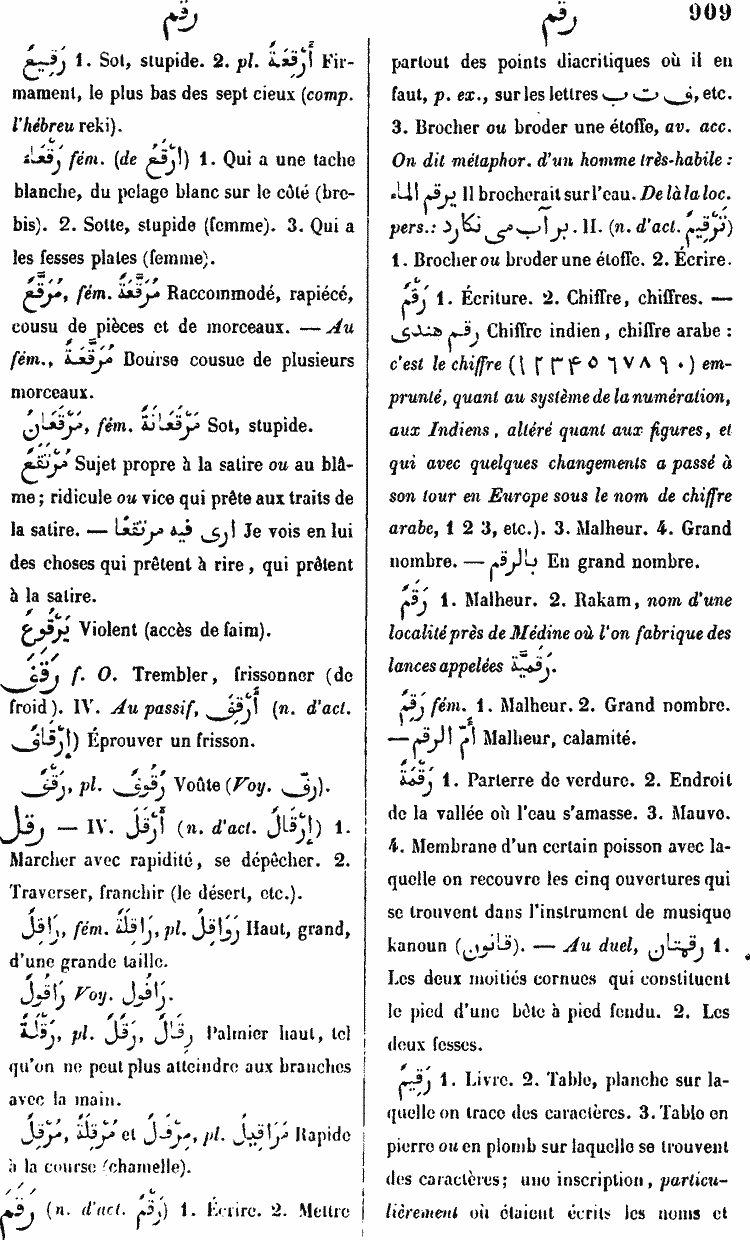 رقم
رقم
909
رَقِيعٌ 1. Sot, stupide. 2. pl. أَرْقِعَةٌ Fir-
mament, le plus bas des sept cieux (comp.
l'hébreu reki).
رَقْعَاءُ fém. (de أَرْقَعُ) 1. Qui a une tache
blanche, du pelage blanc sur le côté (bre-
bis). 2. Sotte, stupide (femme). 3. Qui a
les fesses plates (femme).
مُرَقَّعٌ, fém. مُرَقَّعَةٌ Raccommodé, rapiécé,
cousu de pièces et de morceaux. — Au
fém., مُرَقَّعَةٌ Bourse cousue de plusieurs
morceaux.
مَرْقَعَانٌ, fém. مَرْقَعَانَةٌ Sot, stupide.
مُرْتَقَعٌ Sujet propre à la satire ou au blâ-
me; ridicule ou vice qui prête aux traits de
la satire. — ارى فيه مرتقعًا Je vois en lui
des choses qui prêtent à rire, qui prêtent
à la satire.
يَرْقُوعٌ Violent (accès de faim).
رَقَفَ f. O. Trembler, frissonner (de
froid). IV. Au passif, أُرْقِفَ (n. d'act.
إِرْقَافٌ) Éprouver un frisson.
رَقْفٌ, pl. رُقُوفٌ Voûte (Voy. رفّ).
رقل — IV. أَرْقَلَ (n. d'act. إِرْقَالٌ) 1.
Marcher avec rapidité, se dépêcher. 2.
Traverser, franchir (le désert, etc.).
رَاقِلٌ, fém. رَاقِلَةٌ, pl. رَوَاقِلُ Haut, grand,
d'une grande taille.
رَاقُولٌ Voy. رَافُولٌ.
رَقْلَةٌ, pl. رَقْلٌ, رِقَالٌ Palmier haut, tel
qu'on ne peut plus atteindre aux branches
avec la main.
مُرْقِلٌ, مُرْقِلَةٌ et مِرْقَلٌ, pl. مَرَاقِيلُ Rapide
à la course (chamelle).
رَقَمَ (n. d'act. رَقْمٌ) 1. Écrire. 2. Mettre
partout des points diacritiques où il en
faut, p. ex., sur les lettres ب ت ف, etc.
3. Brocher ou broder une étoffe, av. acc.
On dit métaphor. d'un homme très-habile :
يرقم الماء Il brocherait sur l'eau. De là la loc.
pers.: بر آب مى نكارد. II. (n. d'act. تَرْقِيمٌ)
1. Brocher ou broder une étoffe. 2. Écrire.
رَقْمٌ 1. Écriture. 2. Chiffre, chiffres. —
رقم هندى Chiffre indien, chiffre arabe :
c'est le chiffre (١ ٢ ٣ ۴ ۵ ٦ ٧ ٨ ٩ ٠) em-
prunté, quant au système de la numération,
aux Indiens, altéré quant aux figures, et
qui avec quelques changements a passé à
son tour en Europe sous le nom de chiffre
arabe, 1 2 3, etc.). 3. Malheur. 4. Grand
nombre. — بالرقم En grand nombre.
رَقَمٌ 1. Malheur. 2. Rakam, nom d'une
localité près de Médine où l'on fabrique des
lances appelées رَقَمِيَّة.
رَقِمٌ fém. 1. Malheur. 2. Grand nombre.
— أمّ الرقم Malheur, calamité.
رَقْمَةٌ 1. Parterre de verdure. 2. Endroit
de la vallée où l'eau s'amasse. 3. Mauve.
4. Membrane d'un certain poisson avec la-
quelle on recouvre les cinq ouvertures qui
se trouvent dans l'instrument de musique
kanoun (قانون). — Au duel, رقمتان 1.
Les deux moitiés cornues qui constituent
le pied d'une bête à pied fendu. 2. Les
deux fesses.
رَقِيمٌ 1. Livre. 2. Table, planche sur la-
quelle on trace des caractères. 3. Table en
pierre ou en plomb sur laquelle se trouvent
des caractères; une inscription, particu-
lièrement où étaient écrits les noms et